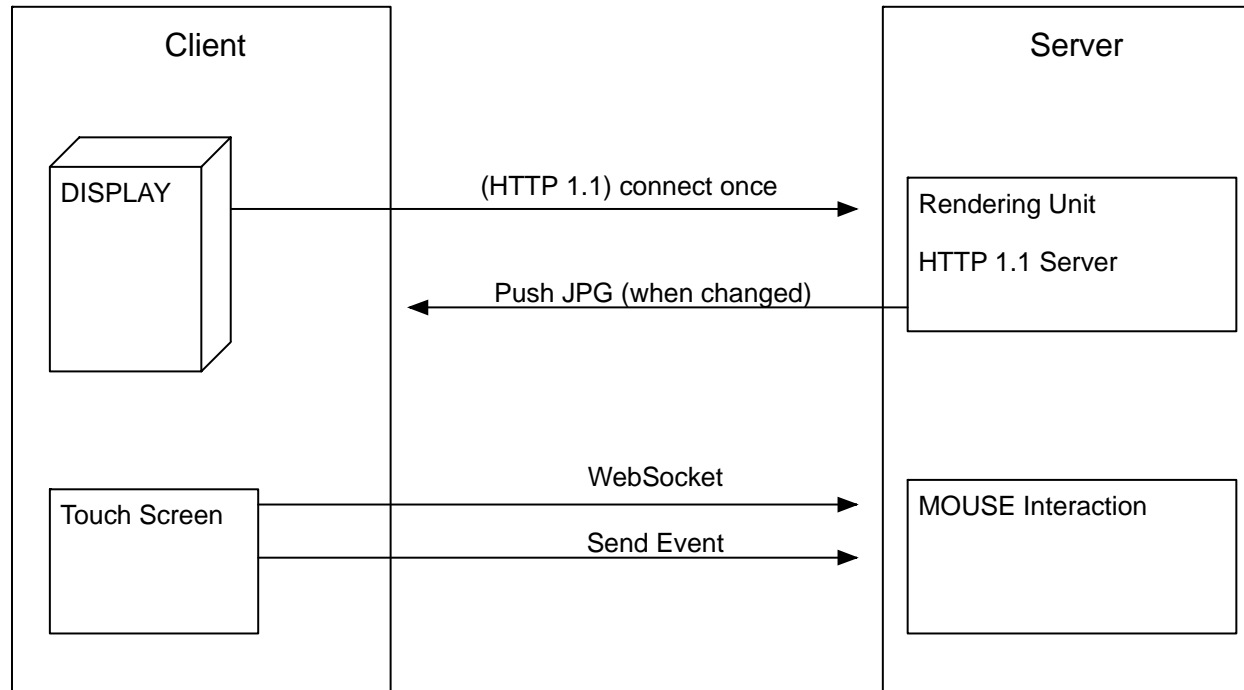 Client
Server
DISPLAY
(HTTP 1.1) connect once
Rendering Unit
HTTP 1.1 Server
Push JPG (when changed)
Touch Screen
WebSocket
Send Event
MOUSE Interaction